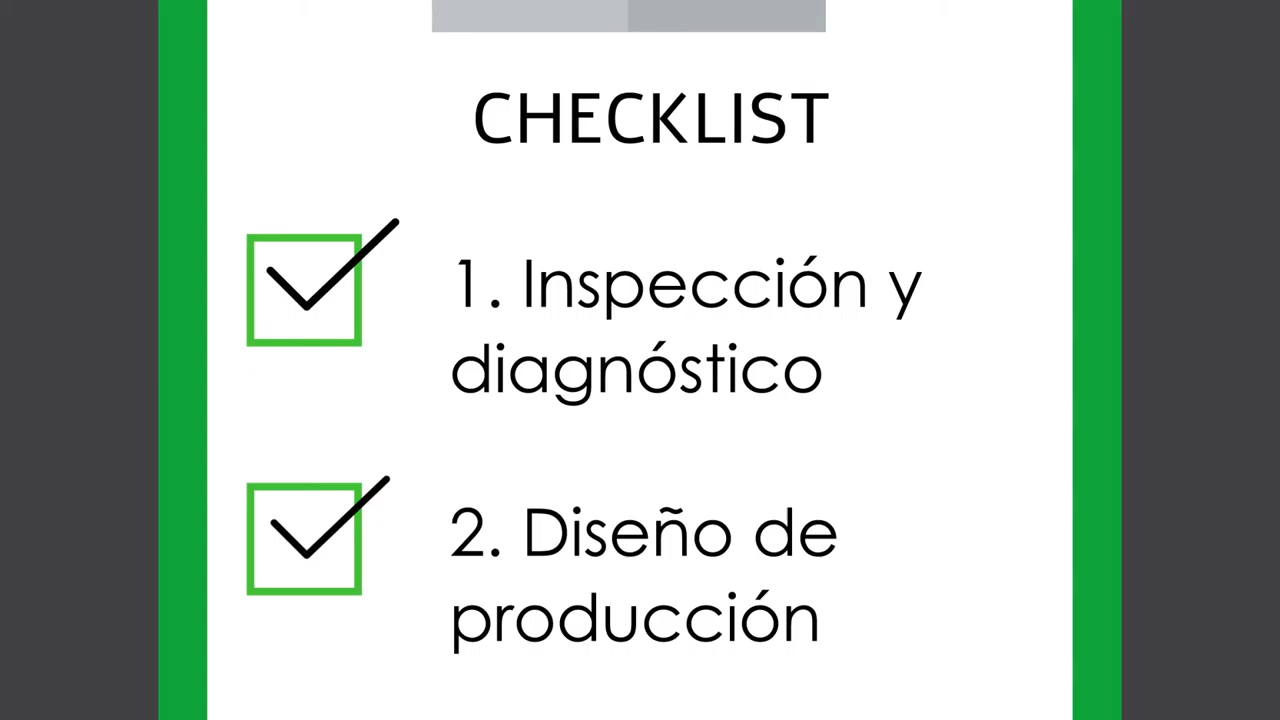 CHECKLIST
1. Inspección y
diagnóstico
2. Diseño de
producción